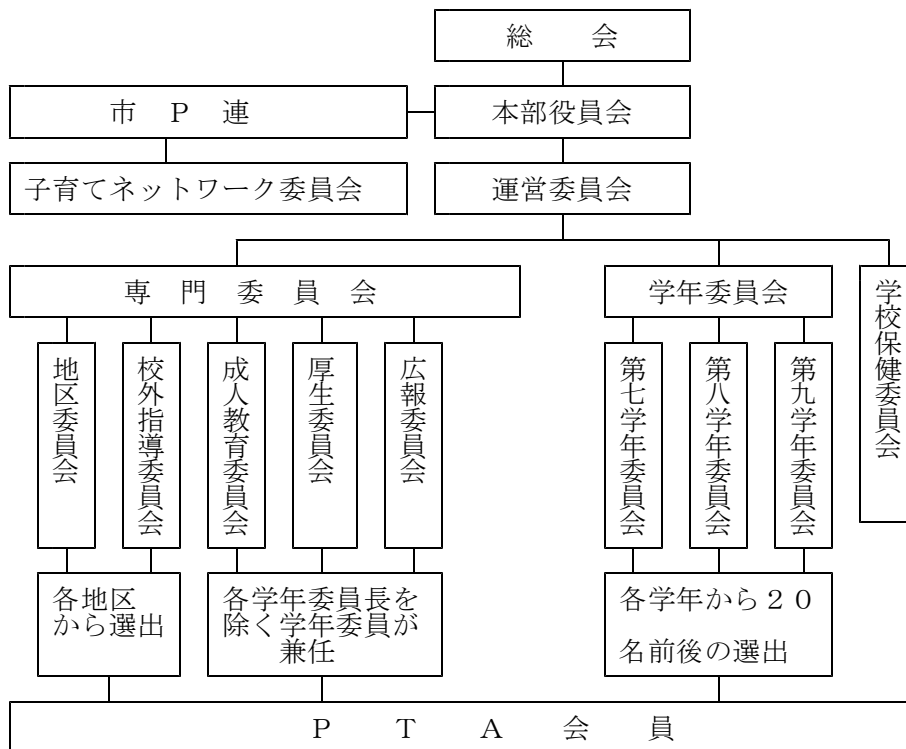 総 会
市 P 連
本部役員会
子育てネットワーク委員会
運営委員会
専 門 委 員 会
学年委員会
学校保健委員会
地区委員会
校外指導委員会
成人教育委員会
厚生委員会
広報委員会
第七学年委員会
第八学年委員会
第九学年委員会
各地区
から選出
各学年委員長を
除く学年委員が
兼任
各学年から20
名前後の選出
P T A 会 員